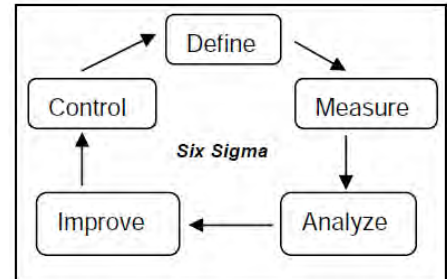 Define
Control
Measure
Six Sigma
Improve
Analyze